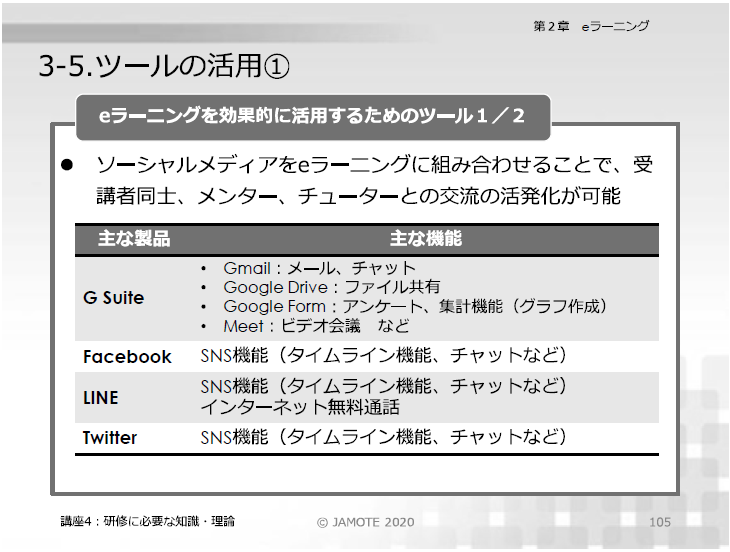 第2章　eラーニング
3-5.ツールの活用①
eラーニングを効果的に活用するためのツール１／２
● ソーシャルメディアをeラーニングに組み合わせることで、受
講者同士、メンター、チューターとの交流の活発化が可能
主な製品 主な機能
G Suite
• Gmail：メール、チャット
• Google Drive：ファイル共有
• Google Form：アンケート、集計機能（グラフ作成）
• Meet：ビデオ会議　など
Facebook SNS機能（タイムライン機能、チャットなど）
LINE
SNS機能（タイムライン機能、チャットなど）
インターネット無料通話
Twitter SNS機能（タイムライン機能、チャットなど）
講座4：研修に必要な知識・理論 © JAMOTE 2020 105